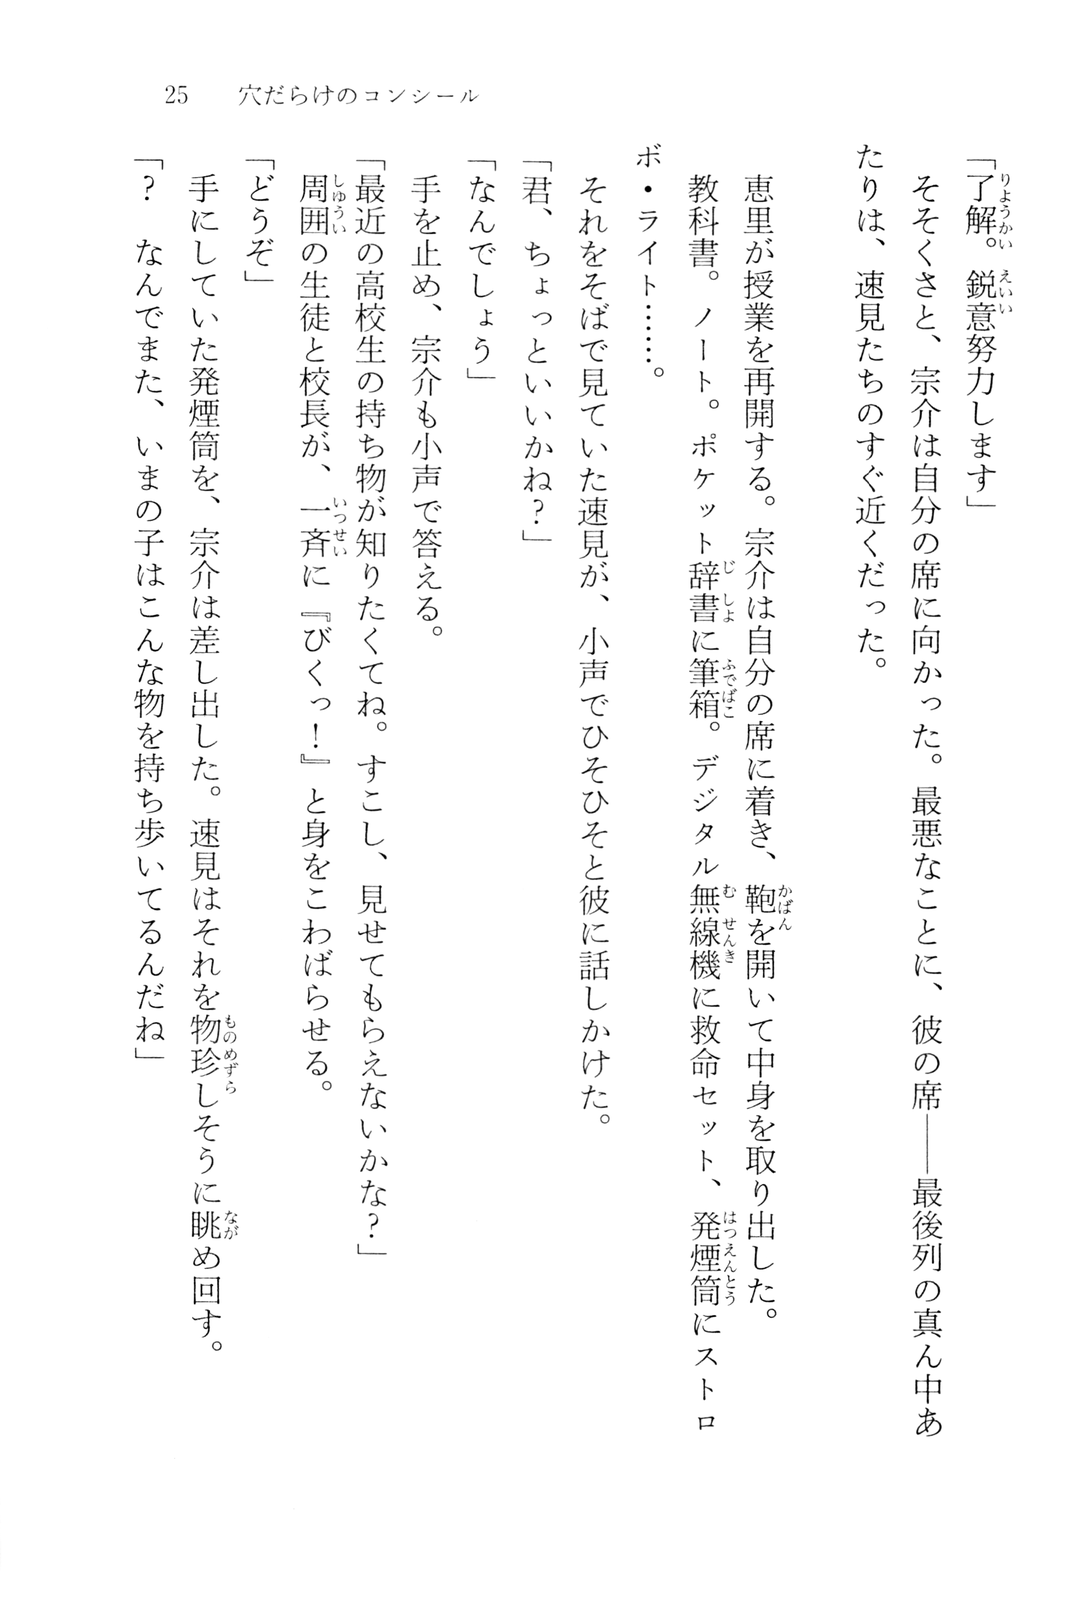 25　穴だらけのコンシール
「了解。鋭意努力します」
　そそくさと、宗介は自分の席に向かった。最悪なことに、彼の席――最後列の真ん中あ
たりは、速見たちのすぐ近くだった。
　恵里が授業を再開する。宗介は自分の席に着き、鞄を開いて中身を取り出した。
　教科書。ノート。ポケット辞書に筆箱。デジタル無線機に救命セット、発煙筒にストロ
ボ・ライト……。
　それをそばで見ていた速見が、小声でひそひそと彼に話しかけた。
「君、ちょっといいかね？」
「なんでしょう」
　手を止め、宗介も小声で答える。
「最近の高校生の持ち物が知りたくてね。すこし、見せてもらえないかな？」
　周囲の生徒と校長が、一斉に『びくっ！』と身をこわばらせる。
「どうぞ」
　手にしていた発煙筒を、宗介は差し出した。速見はそれを物珍しそうに眺め回す。
「？　なんでまた、いまの子はこんな物を持ち歩いてるんだね」